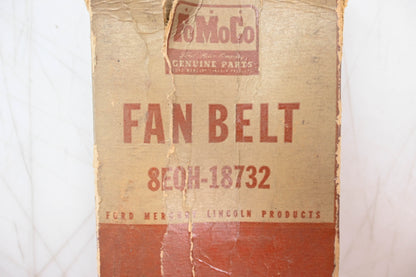 FoMoCo
GENUINE PARTS
FAN BELT
8EQH-18732
FORD MERCURY LINCOLN PRODUCTS